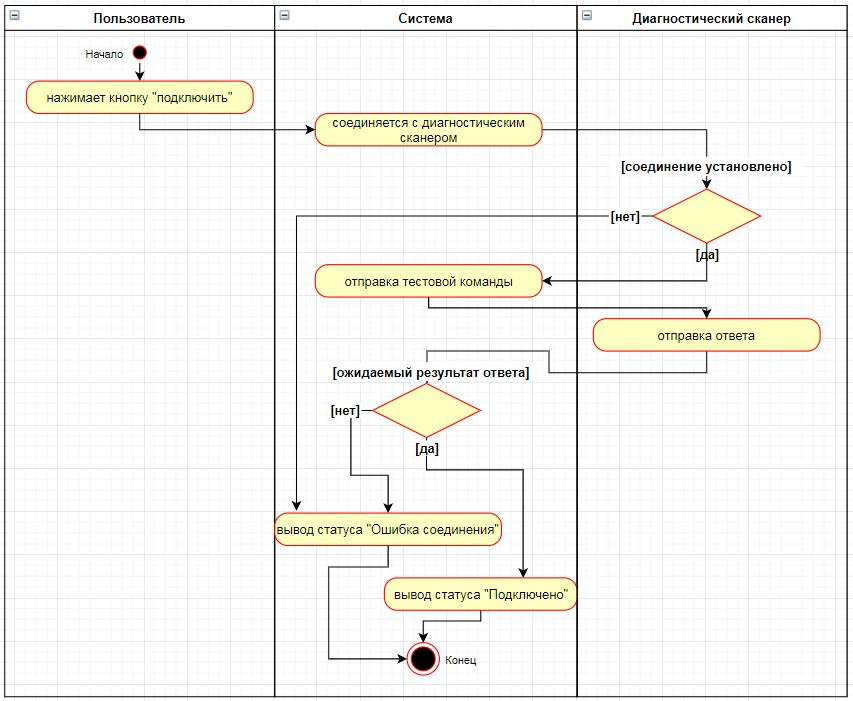 Пользователь
Система
Диагностический сканер
Начало
нажимает кнопку "подключить"
соединяется с диагностическим
сканером
[соединение установлено]
[нет]
[да]
отправка тестовой команды
отправка ответа
[ожидаемый результат ответа]
[нет]
[да]
вывод статуса "Ошибка соединения"
вывод статуса "Подключено"
Конец